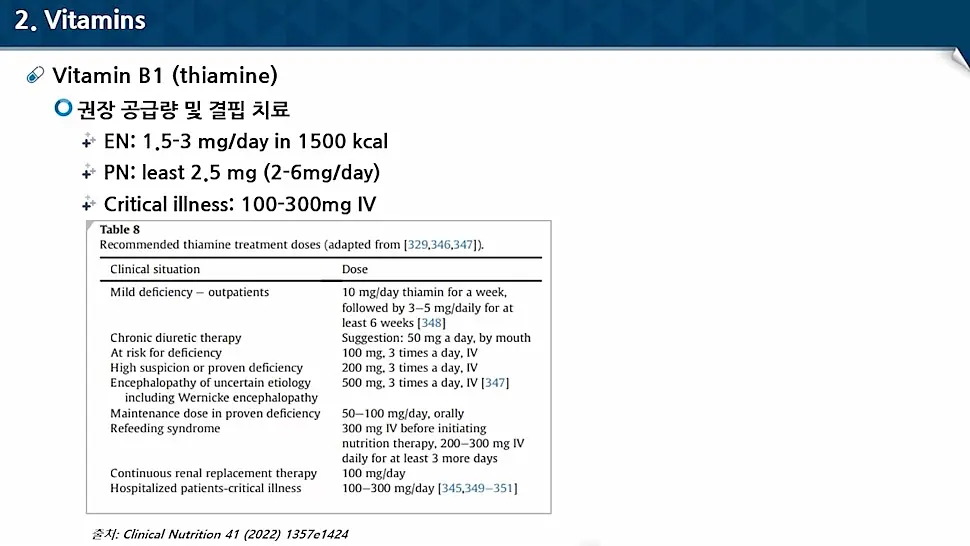 2. Vitamins
Vitamin B1 (thiamine)
권장 공급량 및 결핍 치료
EN: 1.5-3 mg/day in 1500 kcal
PN: least 2.5 mg (2-6mg/day)
Critical illness: 100-300mg IV
Table 8
Recommended thiamine treatment doses (adapted from [329,346,347]).
Clinical situation Dose
Mild deficiency – outpatients 10 mg/day thiamin for a week,
followed by 3–5 mg/daily for at
least 6 weeks [348]
Chronic diuretic therapy Suggestion: 50 mg a day, by mouth
At risk for deficiency 100 mg, 3 times a day, IV
High suspicion or proven deficiency 200 mg, 3 times a day, IV
Encephalopathy of uncertain etiology 500 mg, 3 times a day, IV [347]
including Wernicke encephalopathy
Maintenance dose in proven deficiency 50–100 mg/day, orally
Refeeding syndrome 300 mg IV before initiating
nutrition therapy, 200–300 mg IV
daily for at least 3 more days
Continuous renal replacement therapy 100 mg/day
Hospitalized patients-critical illness 100–300 mg/day [345,349–351]
출처: Clinical Nutrition 41 (2022) 1357e1424